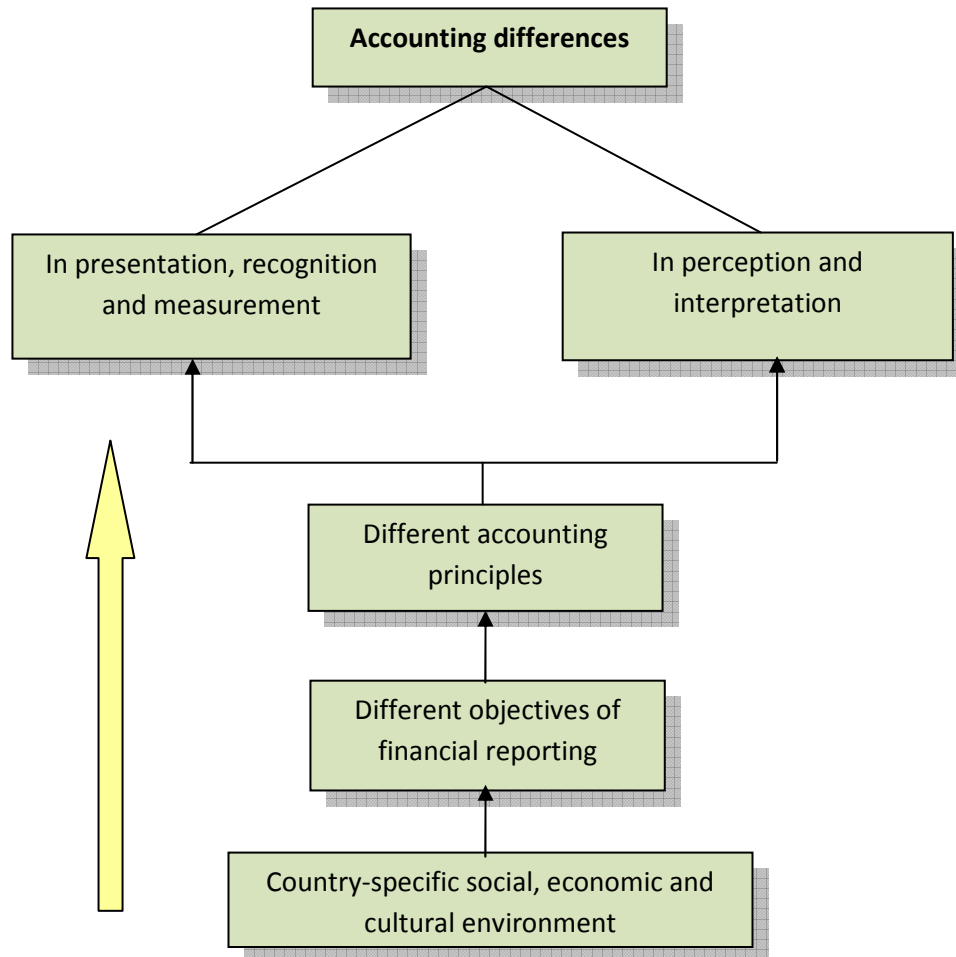 Accounting differences
In presentation, recognition
and measurement
In perception and
interpretation
Different accounting
principles
Different objectives of
financial reporting
Country-specific social, economic and
cultural environment